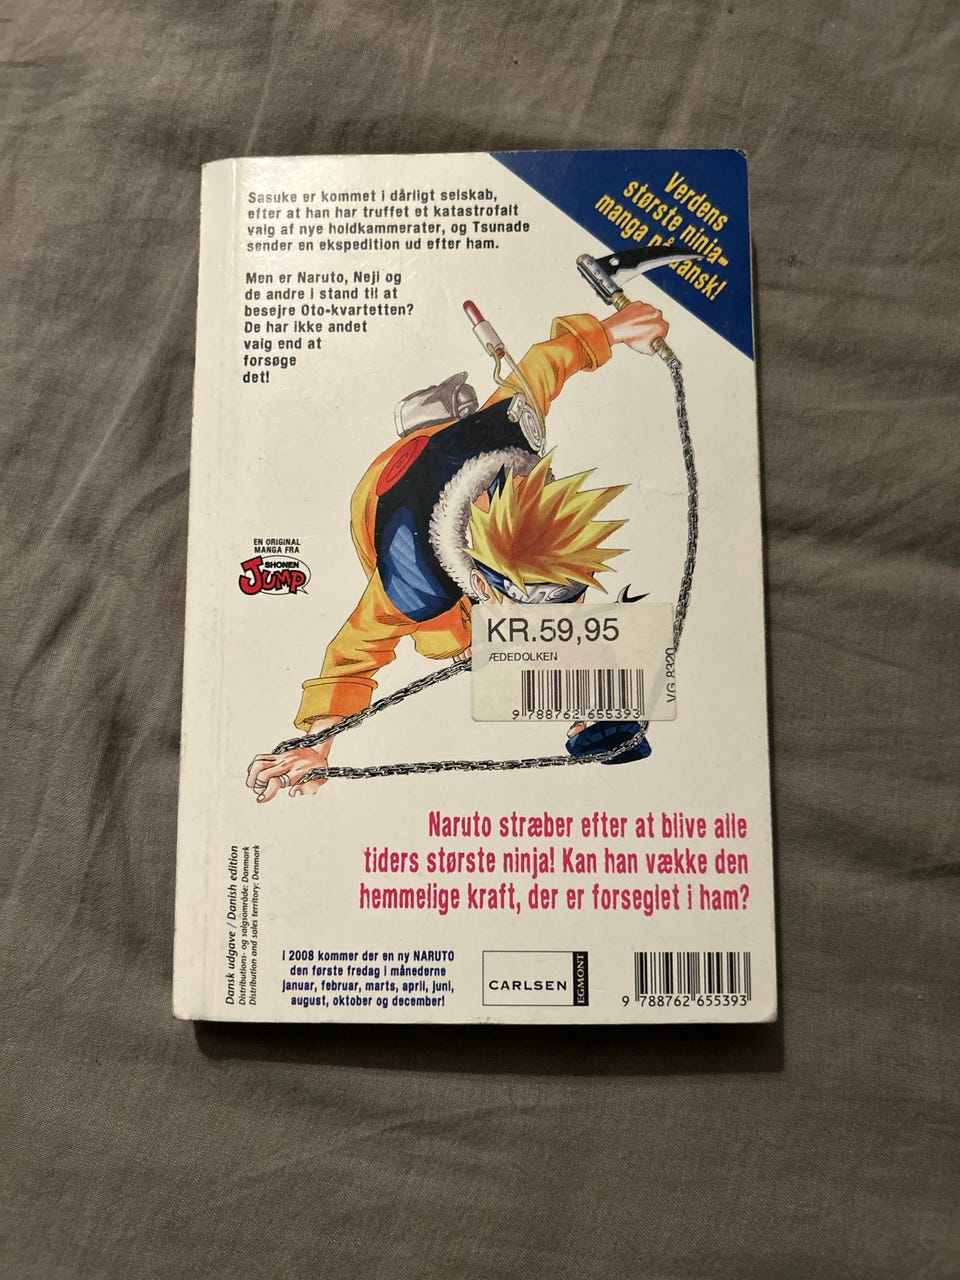 Sasuke er kommet i dårligt selskab,
efter at han har truffet et katastrofalt
valg af nye holdkammerater, og Tsunade
sender en ekspedition ud efter ham.
Men er Naruto, Neji og
de andre i stand til at
besejre Oto-kvartetten?
De har ikke andet
valg end at
forsøge
det!
Verdens
største ninja-
manga på dansk!
EN ORIGINAL
MANGA FRA
SHONEN
JUMP
KR.59,95
ÆDEDOLKEN
VG 8320
9 788762 655393
Naruto stræber efter at blive alle
tiders største ninja! Kan han vække den
hemmelige kraft, der er forseglet i ham?
Dansk udgave / Danish edition
Distributions- og salgsområde: Danmark
Distribution and sales territory: Denmark
I 2008 kommer der en ny NARUTO
den første fredag i månederne
januar, februar, marts, april, juni,
august, oktober og december!
CARLSEN
EGMONT
9 788762 655393